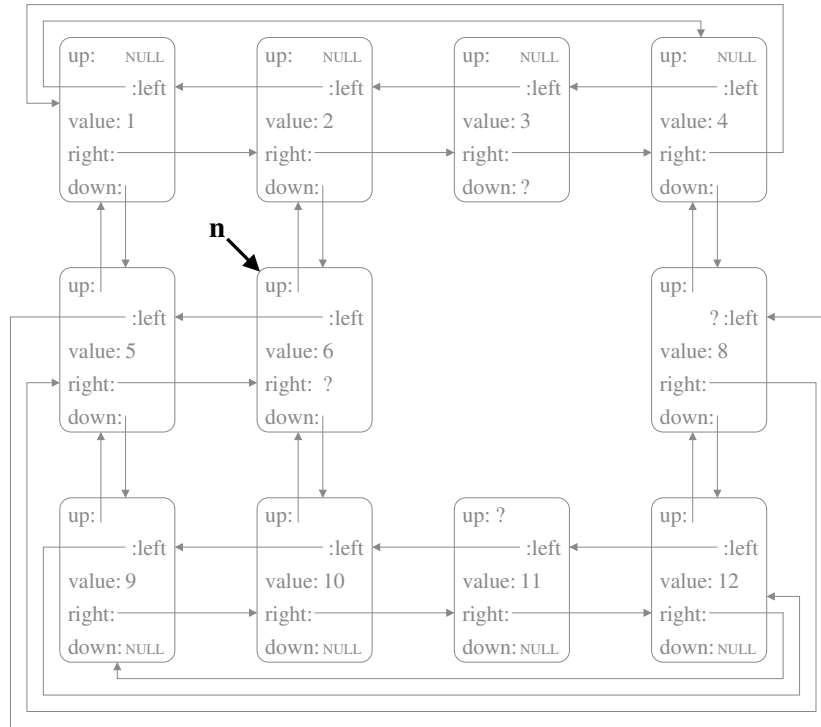 up: NULL
:left
value: 1
right:
down:
up: NULL
:left
value: 2
right:
down:
up: NULL
:left
value: 3
right:
down: ?
up: NULL
:left
value: 4
right:
down:
n
up:
:left
value: 5
right:
down:
up:
:left
value: 6
right: ?
down:
up:
? :left
value: 8
right:
down:
up:
:left
value: 9
right:
down: NULL
up:
:left
value: 10
right:
down: NULL
up: ?
:left
value: 11
right:
down: NULL
up:
:left
value: 12
right:
down: NULL